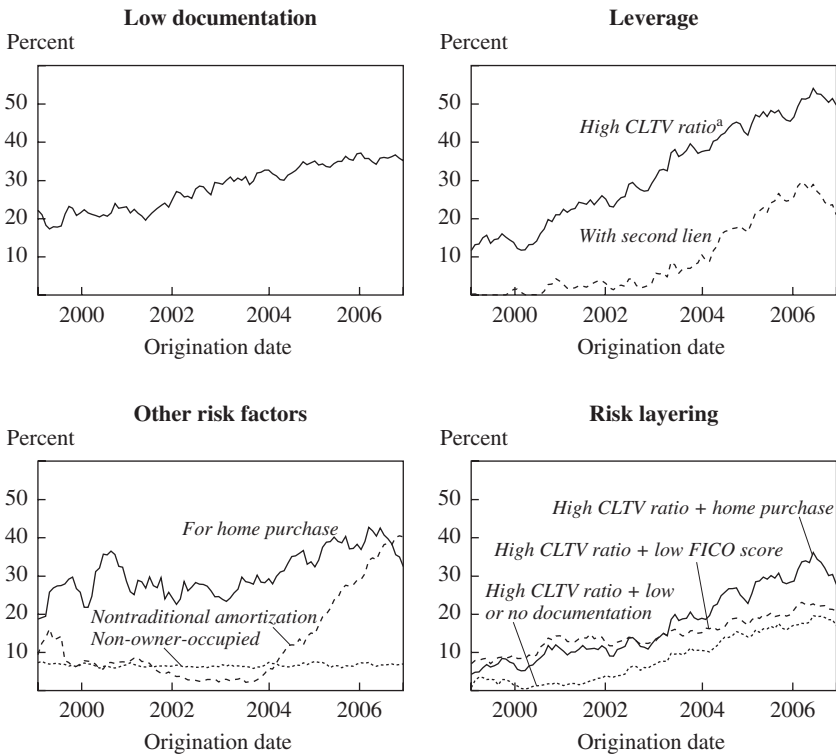 Low documentation
Percent
50
40
30
20
10
2000 2002 2004 2006
Origination date
Leverage
Percent
50
40
30
20
10
High CLTV ratioᵃ
With second lien
2000 2002 2004 2006
Origination date
Other risk factors
Percent
50
40
30
20
10
For home purchase
Nontraditional amortization
Non-owner-occupied
2000 2002 2004 2006
Origination date
Risk layering
Percent
50
40
30
20
10
High CLTV ratio + home purchase
High CLTV ratio + low FICO score
High CLTV ratio + low
or no documentation
2000 2002 2004 2006
Origination date